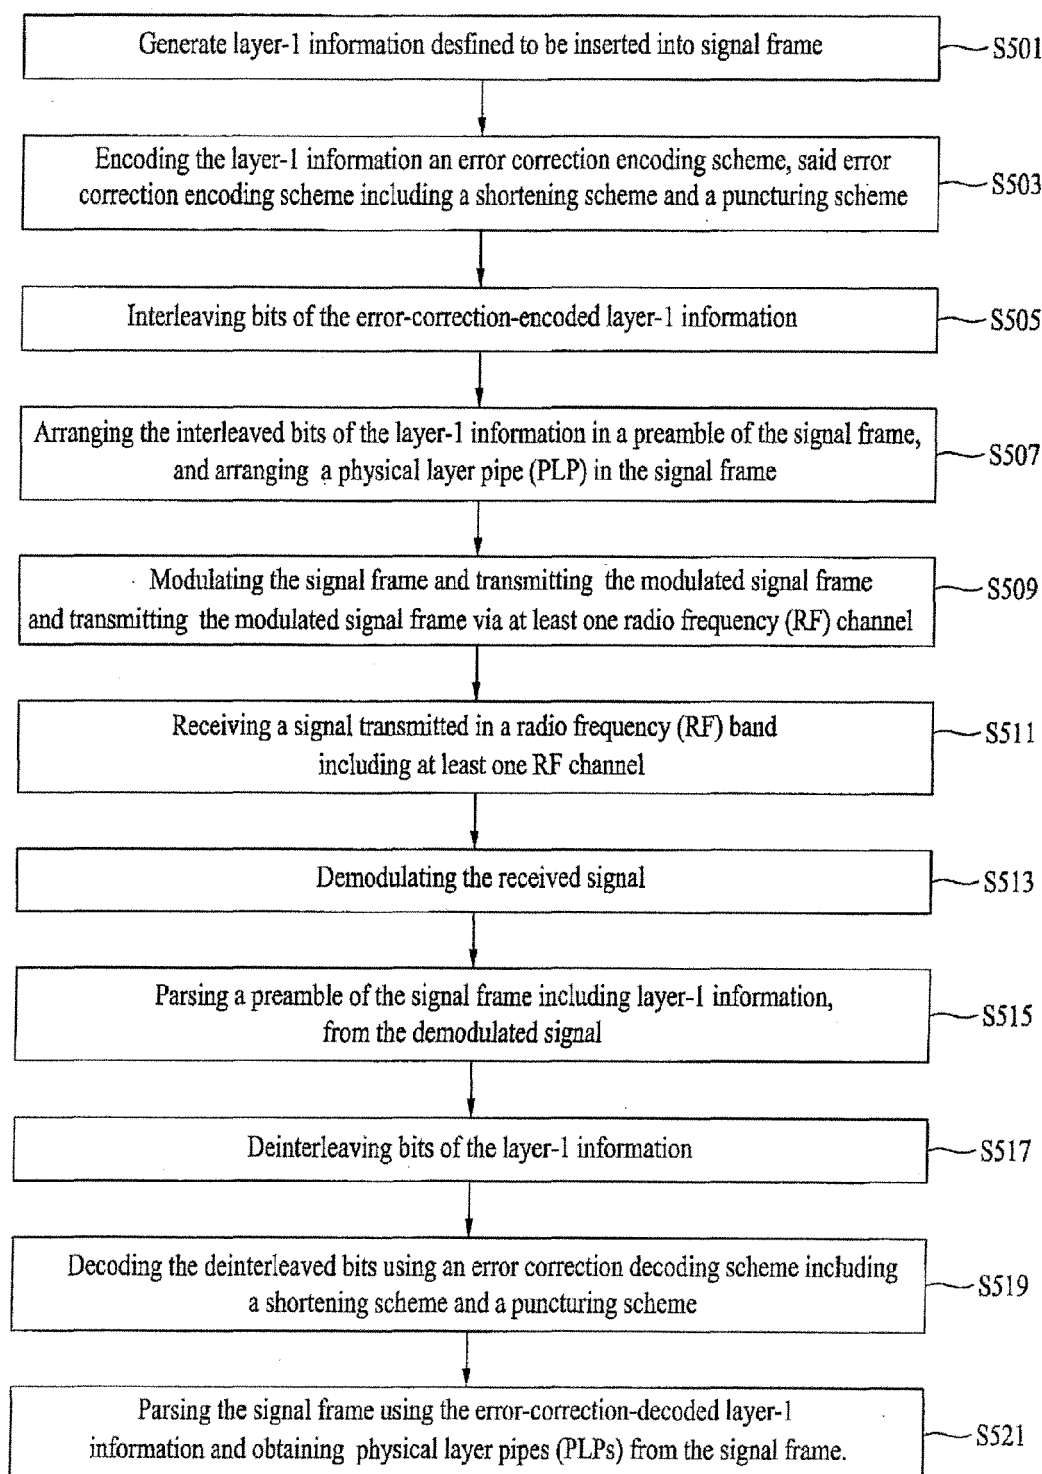 Generate layer-1 information desfined to be inserted into signal frame
S501
Encoding the layer-1 information an error correction encoding scheme, said error
correction encoding scheme including a shortening scheme and a puncturing scheme
S503
Interleaving bits of the error-correction-encoded layer-1 information
S505
Arranging the interleaved bits of the layer-1 information in a preamble of the signal frame,
and arranging a physical layer pipe (PLP) in the signal frame
S507
Modulating the signal frame and transmitting the modulated signal frame
and transmitting the modulated signal frame via at least one radio frequency (RF) channel
S509
Receiving a signal transmitted in a radio frequency (RF) band
including at least one RF channel
S511
Demodulating the received signal
S513
Parsing a preamble of the signal frame including layer-1 information,
from the demodulated signal
S515
Deinterleaving bits of the layer-1 information
S517
Decoding the deinterleaved bits using an error correction decoding scheme including
a shortening scheme and a puncturing scheme
S519
Parsing the signal frame using the error-correction-decoded layer-1
information and obtaining physical layer pipes (PLPs) from the signal frame.
S521